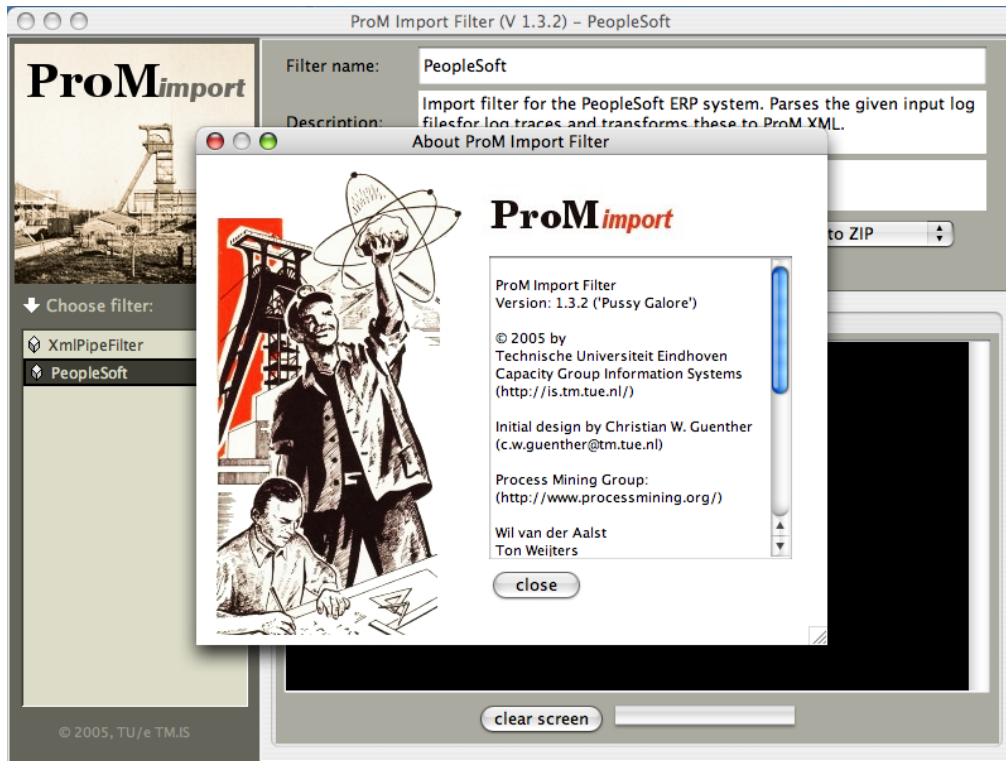 ProM Import Filter (V 1.3.2) – PeopleSoft
ProMimport
Filter name:
PeopleSoft
Description:
Import filter for the PeopleSoft ERP system. Parses the given input log
filesfor log traces and transforms these to ProM XML.
to ZIP
Choose filter:
XmlPipeFilter
PeopleSoft
© 2005, TU/e TM.IS
About ProM Import Filter
ProMimport
ProM Import Filter
Version: 1.3.2 ('Pussy Galore')
© 2005 by
Technische Universiteit Eindhoven
Capacity Group Information Systems
(http://is.tm.tue.nl/)
Initial design by Christian W. Guenther
(c.w.guenther@tm.tue.nl)
Process Mining Group:
(http://www.processmining.org/)
Wil van der Aalst
Ton Weijters
close
clear screen